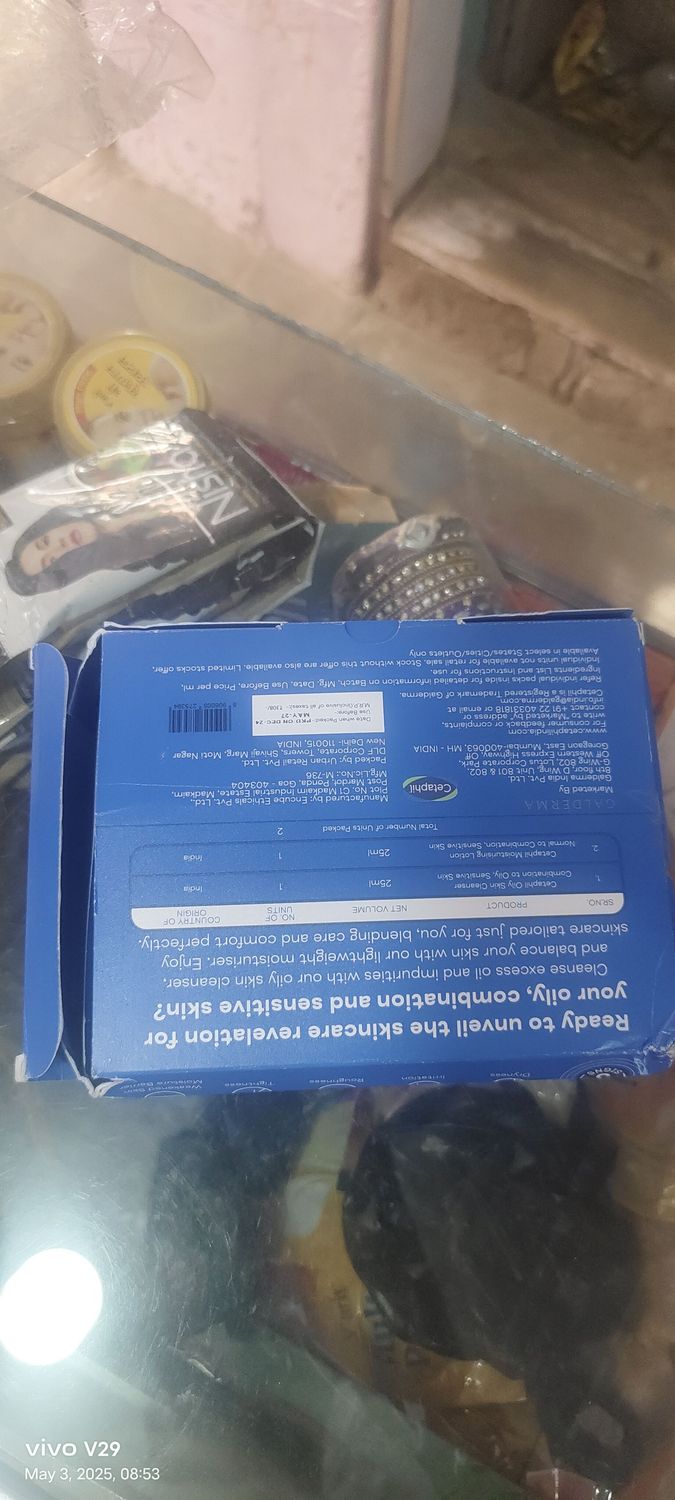 Dryness
Irritation
Roughness
Tightness
Weakened Skin
Moisture Barrier
Ready to unveil the skincare revelation for
your oily, combination and sensitive skin?
Cleanse excess oil and impurities with our oily skin cleanser,
and balance your skin with our lightweight moisturiser. Enjoy
skincare tailored just for you, blending care and comfort perfectly.
SR.NO. PRODUCT NET VOLUME NO. OF UNITS COUNTRY OF ORIGIN
1. Cetaphil Oily Skin Cleanser
Combination to Oily, Sensitive Skin 25ml 1 India
2. Cetaphil Moisturising Lotion
Normal to Combination, Sensitive Skin 25ml 1 India
Total Number of Units Packed 2
GALDERMA
Marketed By
Galderma India Pvt. Ltd.
8th floor, D Wing, Unit 801 & 802,
G-Wing 802, Lotus Corporate Park,
Off Western Express Highway,
Goregaon East, Mumbai-400063, MH - INDIA
www.cetaphilindia.com
For consumer feedback or complaints,
write to 'Marketed by' address or
contact +91 22 40331818 or email at
info.india@galderma.com
Cetaphil is a Registered Trademark of Galderma.
Cetaphil
Manufactured by: Encube Ethicals Pvt. Ltd.,
Plot No. C1 Madkaim Industrial Estate, Madkaim,
Post Mardol, Ponda, Goa - 403404
Mfg.Lic.No.: M-736
Packed by: Urban Retail Pvt. Ltd.
DLF Corporate, Towers, Shivaji Marg, Moti Nagar
New Delhi- 110015 INDIA
Date when Packed: PKD ON DEC-24
Use Before: MAY-27
M.R.P.(Inclusive of all taxes):
Refer individual packs inside for detailed information on Batch, Mfg. Date, Use Before, Price per ml,
Ingredients List and Instructions for use.
Individual units not available for retail sale. Stock without this offer are also available. Limited stocks
Available in select States/Cities/Outlets only
vivo V29
May 3, 2025, 08:53